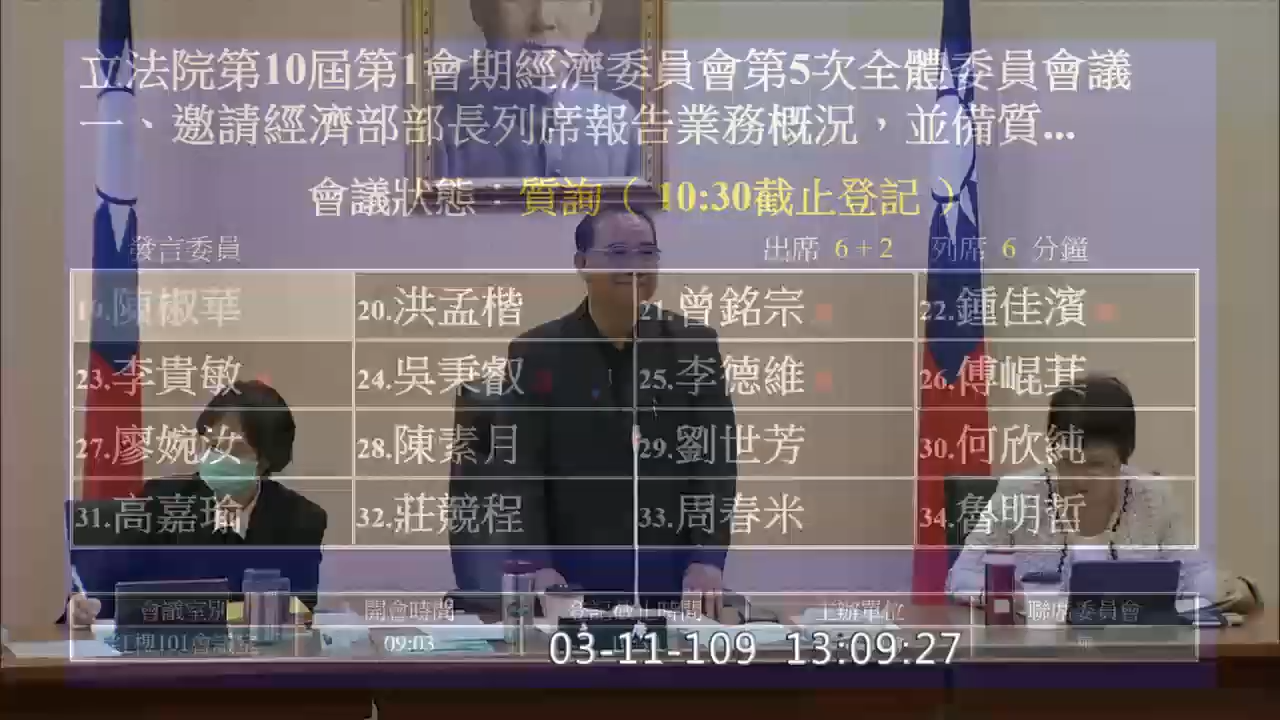 立法院第10屆第1會期經濟委員會第5次全體委員會議
一、邀請經濟部部長列席報告業務概況，並備質...
會議狀態：質詢（10:30截止登記）
發言委員 出席 6+2 列席 6 分鐘
19.陳椒華 20.洪孟楷 21.曾銘宗 22.鍾佳濱
23.李貴敏 24.吳秉叡 25.李德維 26.傅崐萁
27.廖婉汝 28.陳素月 29.劉世芳 30.何欣純
31.高嘉瑜 32.莊競程 33.周春米 34.魯明哲
會議室別 開會時間 登記截止時間 主辦單位 聯席委員會
紅樓101會議室 09:03
03-11-109 13:09:27